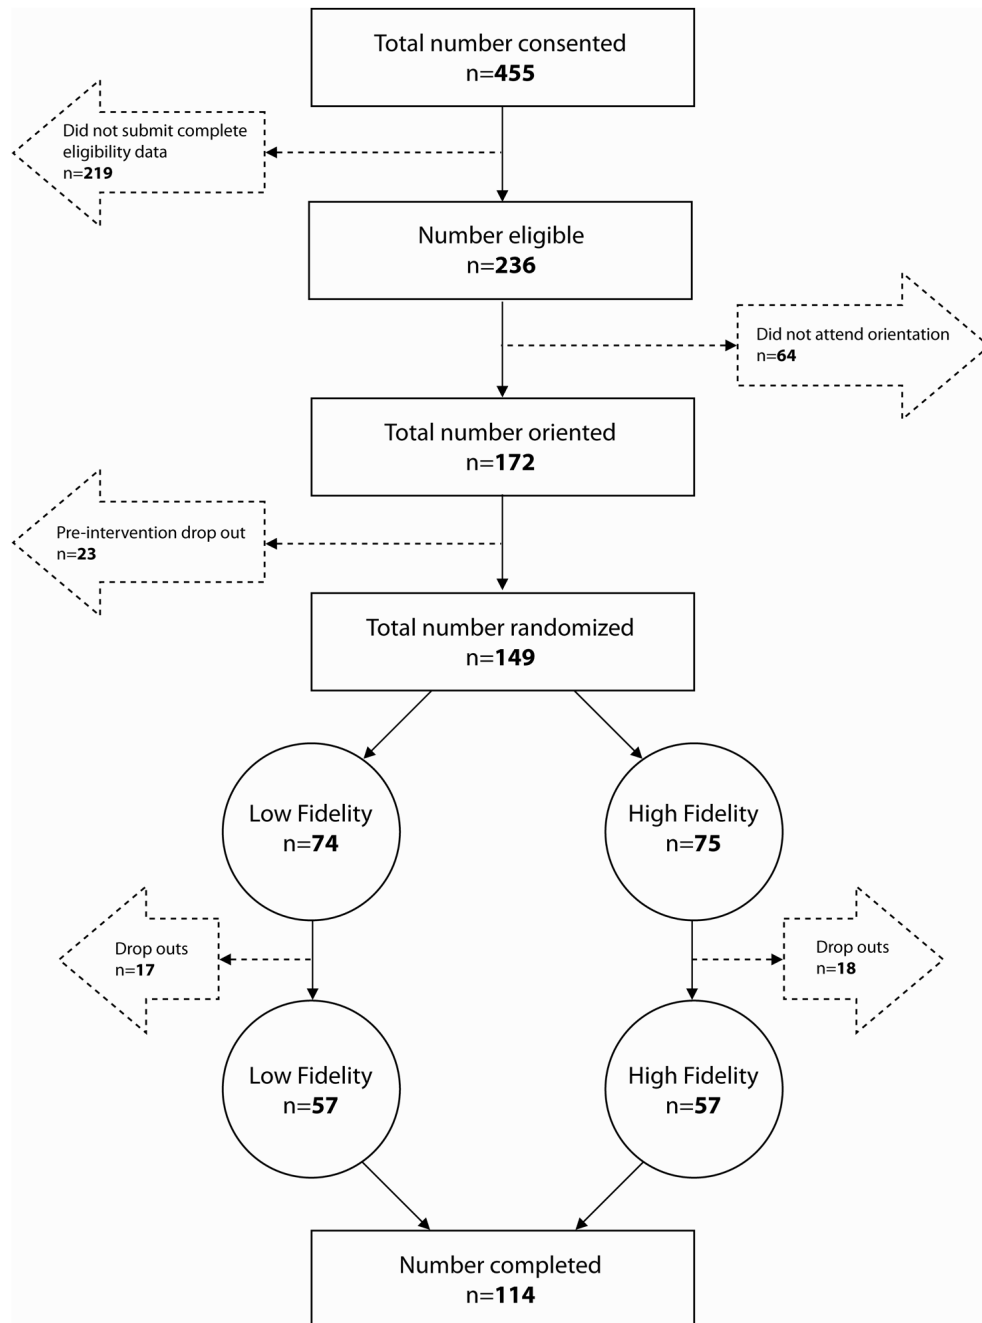 Total number consented
n=455
Did not submit complete
eligibility data
n=219
Number eligible
n=236
Did not attend orientation
n=64
Total number oriented
n=172
Pre-intervention drop out
n=23
Total number randomized
n=149
Low Fidelity
n=74
High Fidelity
n=75
Drop outs
n=17
Drop outs
n=18
Low Fidelity
n=57
High Fidelity
n=57
Number completed
n=114